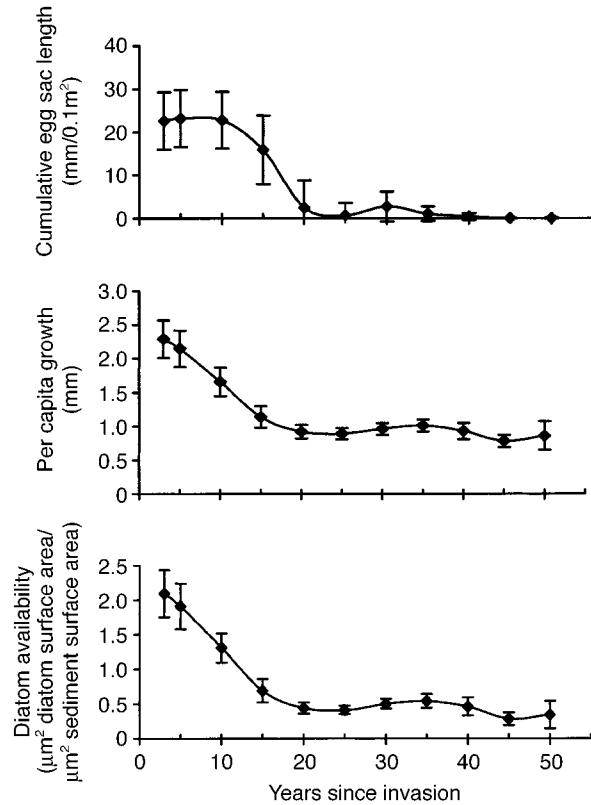 Cumulative egg sac length
(mm/0.1m²)
40
30
20
10
0
Per capita growth
(mm)
3.0
2.5
2.0
1.5
1.0
0.5
0
Diatom availability
(μm² diatom surface area/
μm² sediment surface area)
2.5
2.0
1.5
1.0
0.5
0
0 10 20 30 40 50
Years since invasion